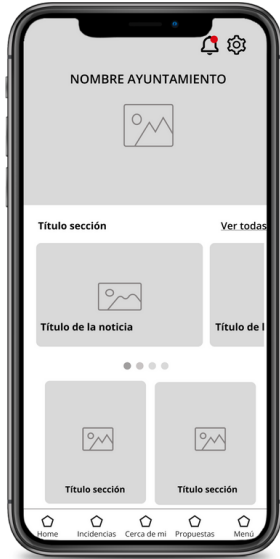 NOMBRE AYUNTAMIENTO
Título sección Ver todas
Título de la noticia Título de l
Título sección Título sección
Home Incidencias Cerca de mi Propuestas Menú